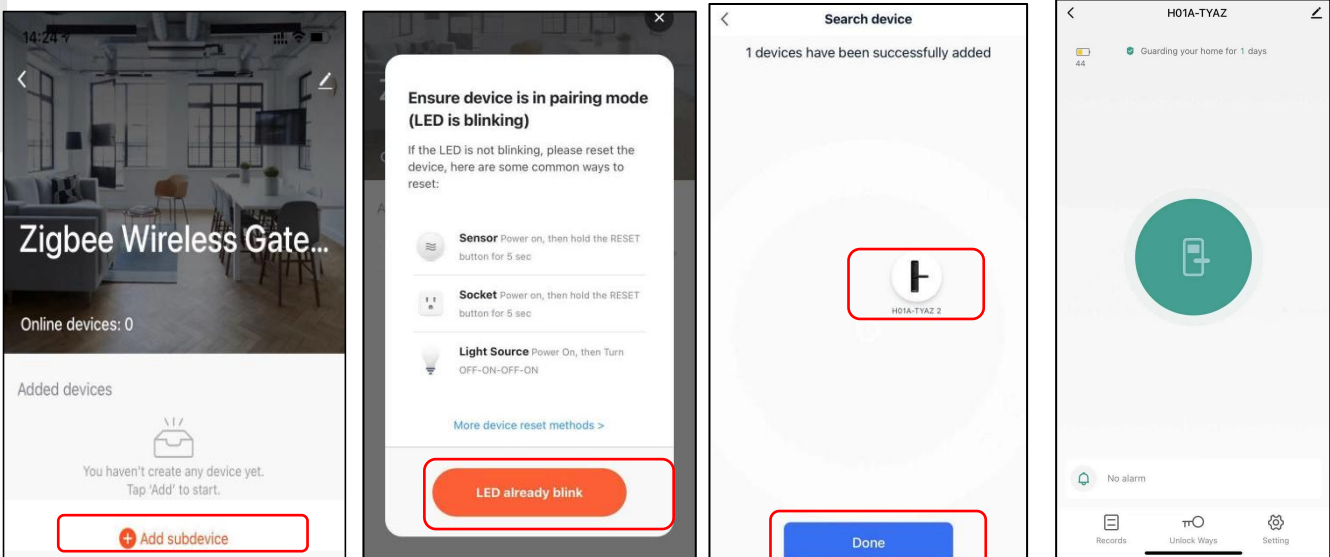 14:24
Zigbee Wireless Gate...
Online devices: 0
Added devices
You haven't create any device yet.
Tap 'Add' to start.
Add subdevice
Ensure device is in pairing mode
(LED is blinking)
If the LED is not blinking, please reset the
device, here are some common ways to
reset:
Sensor Power on, then hold the RESET
button for 5 sec
Socket Power on, then hold the RESET
button for 5 sec
Light Source Power On, then Turn
OFF-ON-OFF-ON
More device reset methods >
LED already blink
Search device
1 devices have been successfully added
H01A-TYAZ 2
Done
H01A-TYAZ
44
Guarding your home for 1 days
No alarm
Records
Unlock Ways
Setting